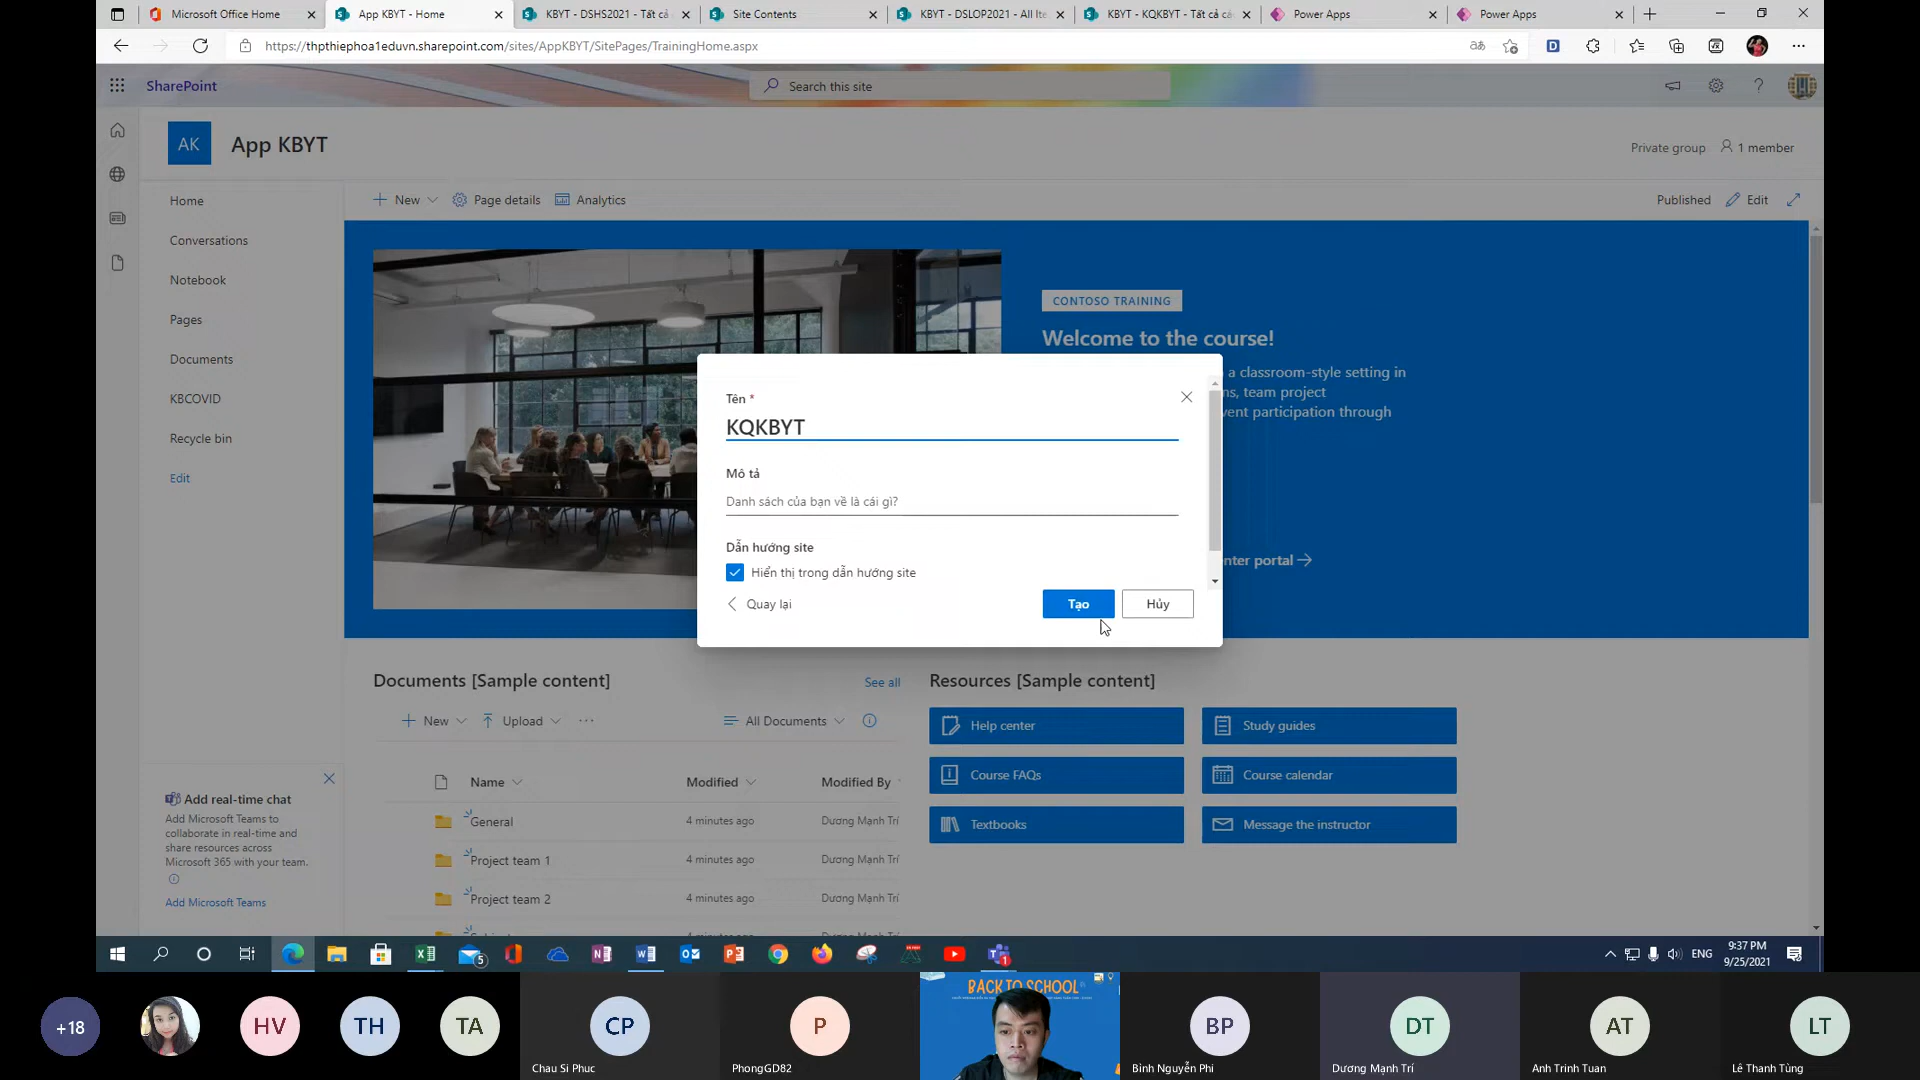 Microsoft Office Home
App KBYT - Home
KBYT - DSHS2021 - Tất cả
Site Contents
KBYT - DSLOP2021 - All Ite
KBYT - KQKBYT - Tất cả cá
Power Apps
Power Apps
https://thpthiephoa1eduvn.sharepoint.com/sites/AppKBYT/SitePages/TrainingHome.aspx
SharePoint
Search this site
AK
App KBYT
Private group
1 member
Home
Conversations
Notebook
Pages
Documents
KBCOVID
Recycle bin
Edit
New
Page details
Analytics
Published
Edit
CONTOSO TRAINING
Welcome to the course!
a classroom-style setting in
team project
participation through
portal
Tên *
KQKBYT
Mô tả
Danh sách của bạn về là cái gì?
Dẫn hướng site
Hiển thị trong dẫn hướng site
Quay lại
Tạo
Hủy
Documents [Sample content]
See all
New
Upload
All Documents
Name
Modified
Modified By
General
4 minutes ago
Dương Mạnh Trí
Project team 1
4 minutes ago
Dương Mạnh Trí
Project team 2
4 minutes ago
Dương Mạnh Trí
Resources [Sample content]
Help center
Study guides
Course FAQs
Course calendar
Textbooks
Message the instructor
Add real-time chat
Add Microsoft Teams to
collaborate in real-time and
share resources across
Microsoft 365 with your team.
Add Microsoft Teams
5
1
ENG
9:37 PM
9/25/2021
+18
HV
TH
TA
CP
Chau Si Phuc
P
PhongGD82
BACK TO SCHOOL
BP
Bình Nguyễn Phi
DT
Dương Mạnh Trí
AT
Anh Trinh Tuan
LT
Lê Thanh Tùng